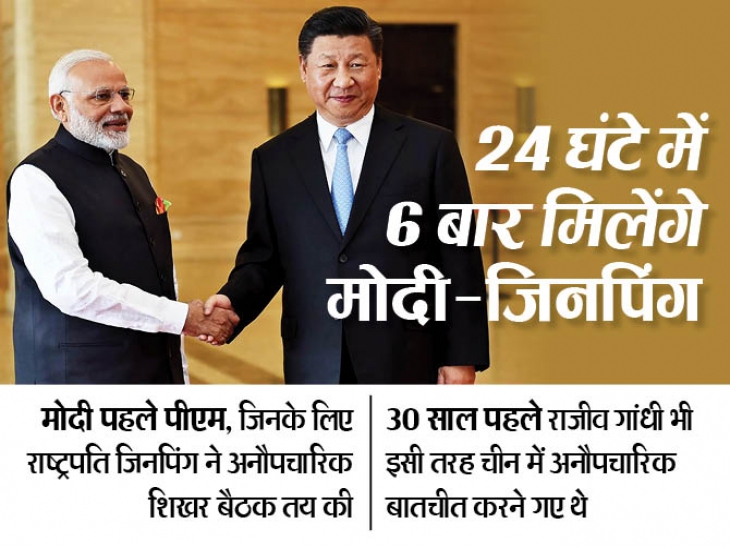 24 घंटे में
6 बार मिलेंगे
मोदी-जिनपिंग
मोदी पहले पीएम, जिनके लिए
राष्ट्रपति जिनपिंग ने अनौपचारिक
शिखर बैठक तय की
30 साल पहले राजीव गांधी भी
इसी तरह चीन में अनौपचारिक
बातचीत करने गए थे